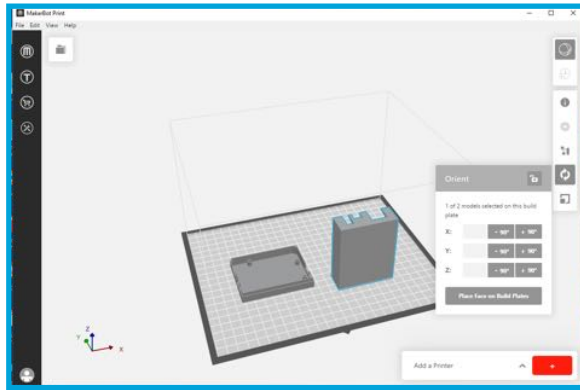 MakerBot Print
File Edit View Help
Orient
1 of 2 models selected on this build
plate
X: - 90° + 90°
Y: - 90° + 90°
Z: - 90° + 90°
Place Face on Build Plates
Z
Y
X
Add a Printer
+